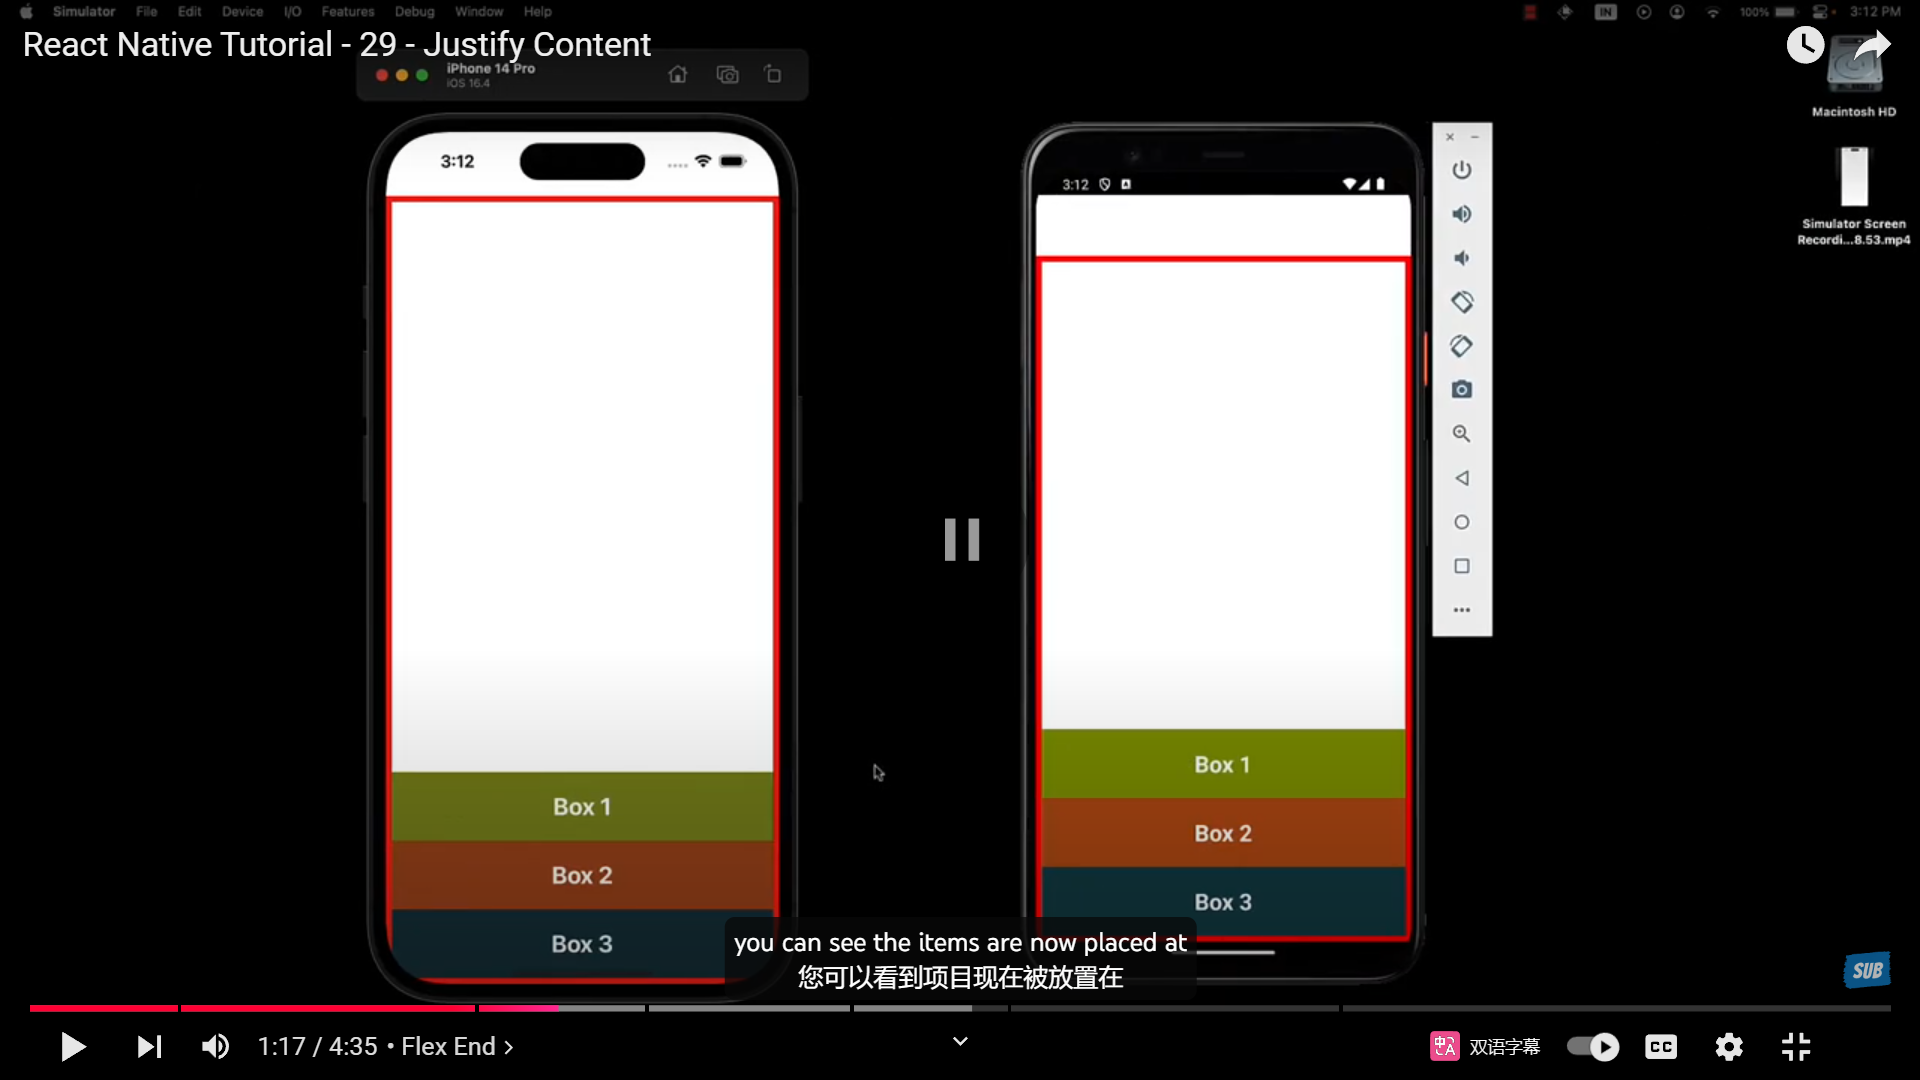 Simulator File Edit Device I/O Features Debug Window Help
IN 100% 3:12 PM
React Native Tutorial - 29 - Justify Content
iPhone 14 Pro
iOS 16.4
Macintosh HD
Simulator Screen
Recordi...8.53.mp4
3:12
Box 1
Box 2
Box 3
3:12
Box 1
Box 2
Box 3
you can see the items are now placed at
您可以看到项目现在被放置在
SUB
1:17 / 4:35 • Flex End
中 A 双语字幕 CC